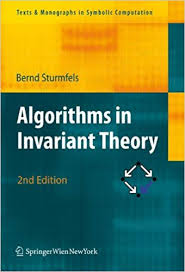 Texts & Monographs in Symbolic Computation
Bernd Sturmfels
Algorithms in
Invariant Theory
2nd Edition
SpringerWienNewYork